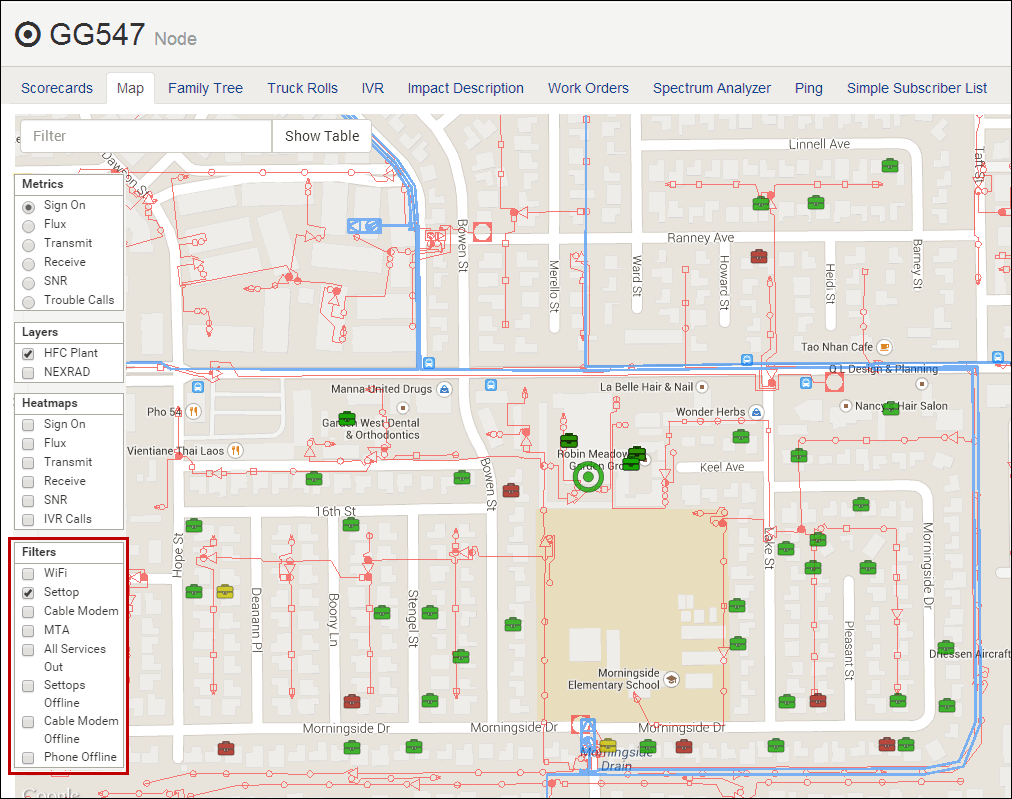 GG547 Node
Scorecards Map Family Tree Truck Rolls IVR Impact Description Work Orders Spectrum Analyzer Ping Simple Subscriber List
Filter Show Table
Metrics
Sign On
Flux
Transmit
Receive
SNR
Trouble Calls
Layers
HFC Plant
NEXRAD
Heatmaps
Sign On
Flux
Transmit
Receive
SNR
IVR Calls
Filters
WiFi
Settop
Cable Modem
MTA
All Services
Out
Settops
Offline
Cable Modem
Offline
Phone Offline
Dawson St
Linnell Ave
Bowen St
Ranney Ave
Merello St
Ward St
Howard St
Heidi St
Barney St
Tao Nhan Cafe
Manna United Drugs
La Belle Hair & Nail
Design & Planning
Pho 54
Garden West Dental
& Orthodontics
Wonder Herbs
Nancy Hair Salon
Vientiane Thai Laos
Robin Meadow
Garden Gro
Keel Ave
Bowen St
16th St
Hope St
Deanann Pl
Boony Ln
Stengel St
Lake St
Pleasant St
Morningside Dr
Driessen Aircraft
Morningside
Elementary School
Morningside Dr
Morningside Dr
Morningside Dr
Morningside
Drain
Google